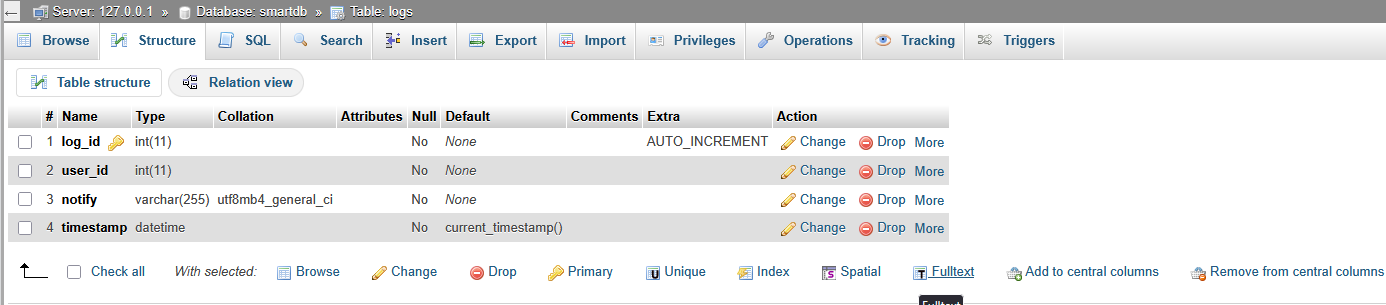 Server: 127.0.0.1 » Database: smartdb » Table: logs
Browse Structure SQL Search Insert Export Import Privileges Operations Tracking Triggers
Table structure Relation view
# Name Type Collation Attributes Null Default Comments Extra Action
1 log_id int(11) No None AUTO_INCREMENT Change Drop More
2 user_id int(11) No None Change Drop More
3 notify varchar(255) utf8mb4_general_ci No None Change Drop More
4 timestamp datetime No current_timestamp() Change Drop More
Check all With selected: Browse Change Drop Primary Unique Index Spatial Fulltext Add to central columns Remove from central columns
Fulltext